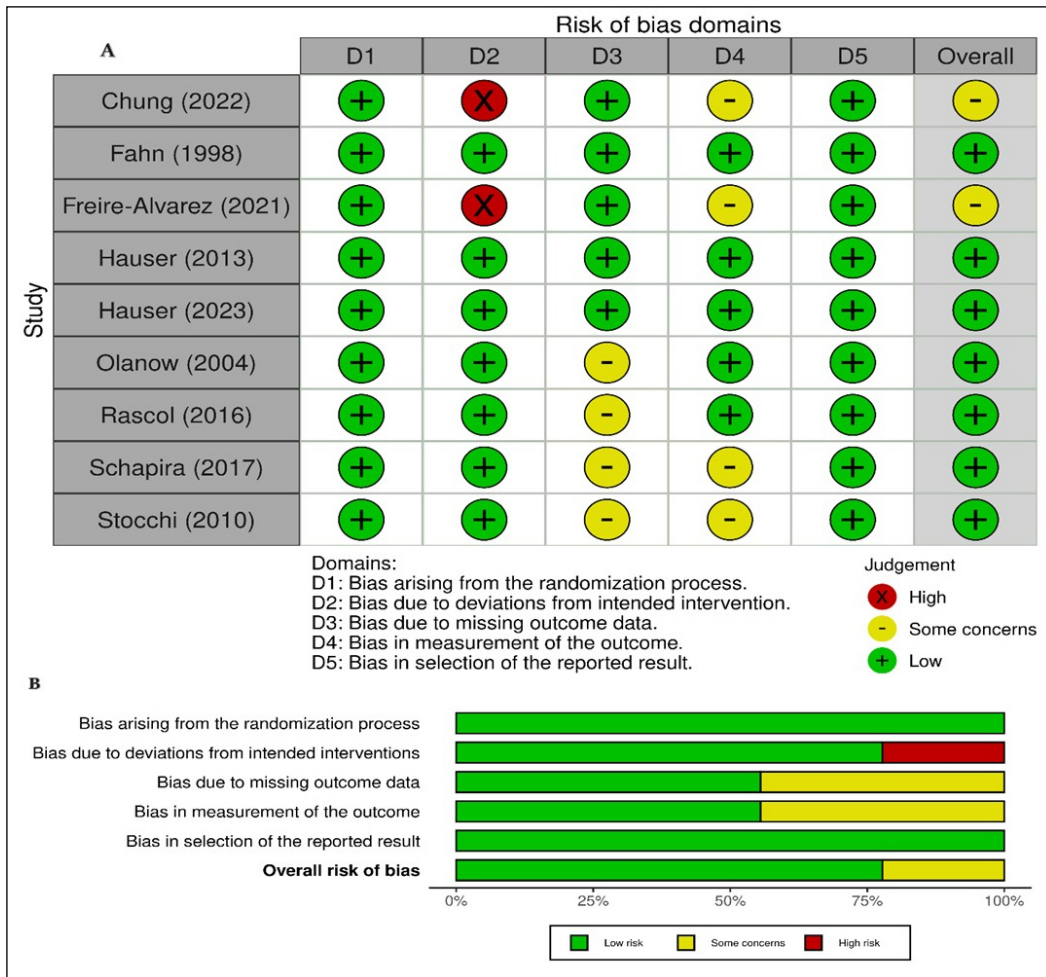 Risk of bias domains
A
D1 D2 D3 D4 D5 Overall
Study
Chung (2022) + X + - + -
Fahn (1998) + + + + + +
Freire-Alvarez (2021) + X + - + -
Hauser (2013) + + + + + +
Hauser (2023) + + + + + +
Olanow (2004) + + - + + +
Rascol (2016) + + - + + +
Schapira (2017) + + - - + +
Stocchi (2010) + + - - + +
Domains:
D1: Bias arising from the randomization process.
D2: Bias due to deviations from intended intervention.
D3: Bias due to missing outcome data.
D4: Bias in measurement of the outcome.
D5: Bias in selection of the reported result.
Judgement
X High
- Some concerns
+ Low
B
Bias arising from the randomization process
Bias due to deviations from intended interventions
Bias due to missing outcome data
Bias in measurement of the outcome
Bias in selection of the reported result
Overall risk of bias
0% 25% 50% 75% 100%
Low risk Some concerns High risk